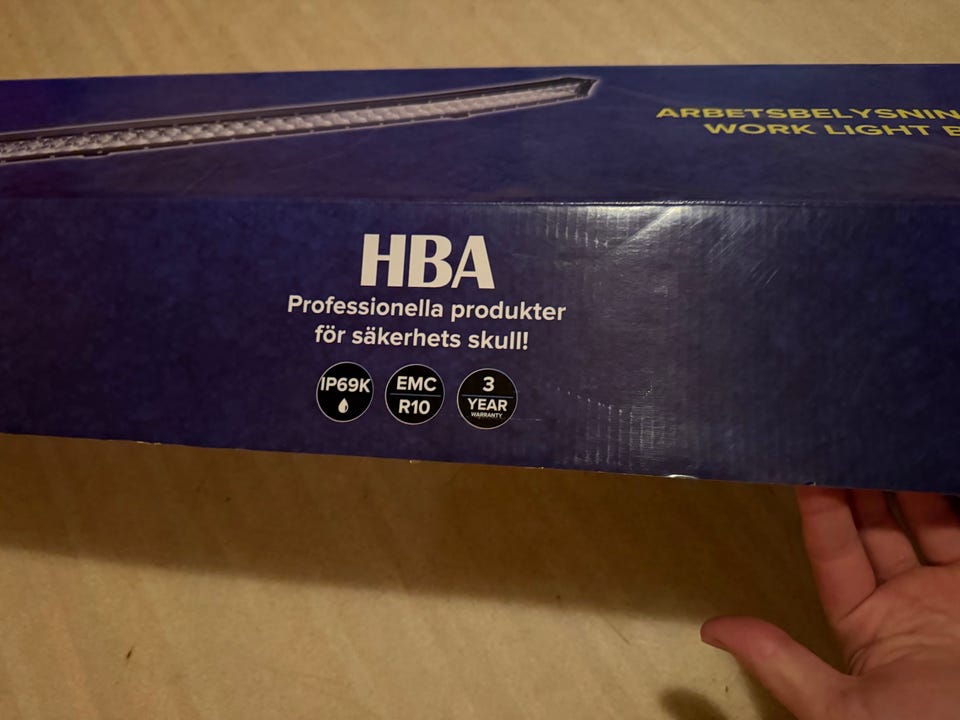 ARBETSBELYSNIN
WORK LIGHT B
HBA
Professionella produkter
för säkerhets skull!
IP69K
EMC
R10
3
YEAR
WARRANTY